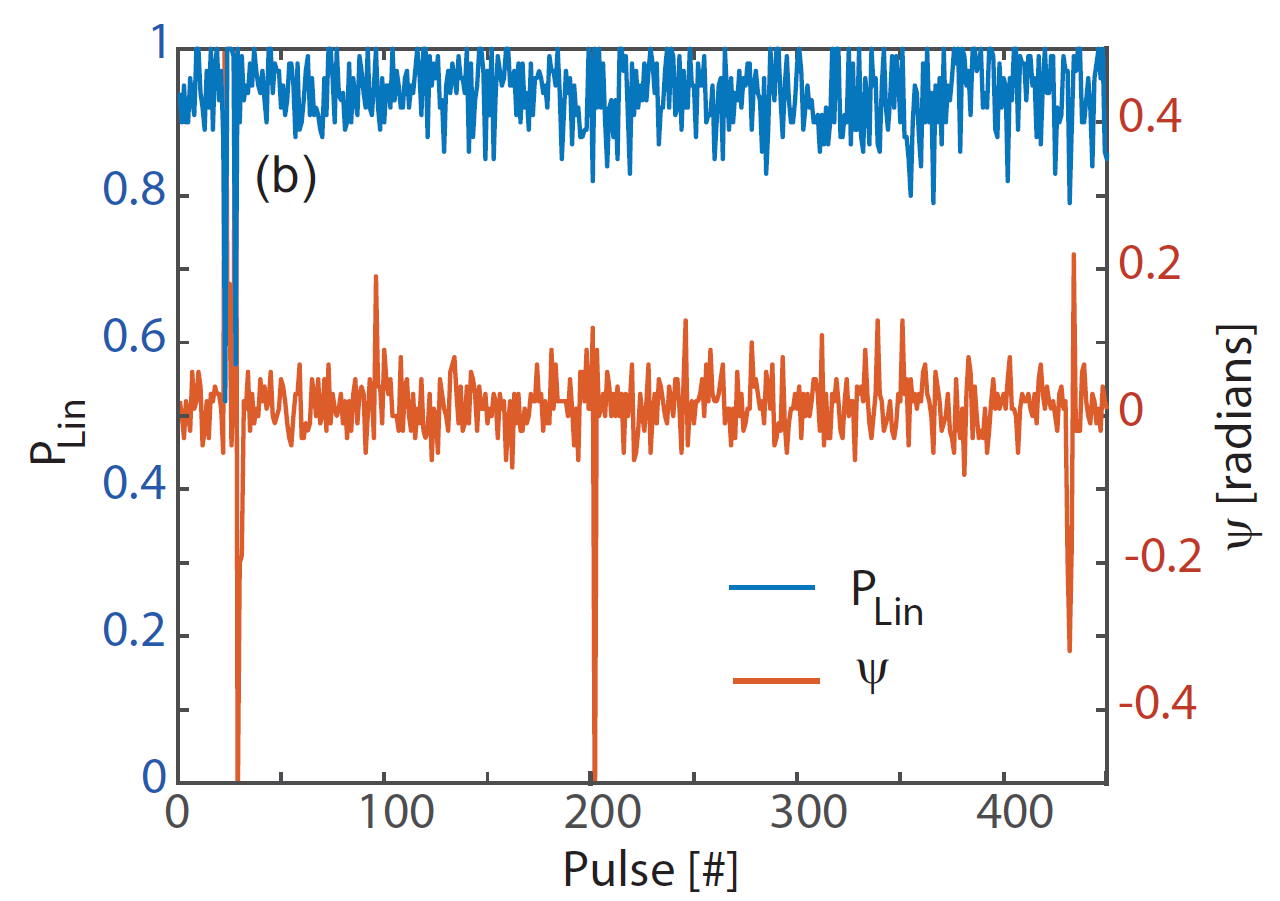 1
0.8
0.6
0.4
0.2
0
P_Lin
(b)
0.4
0.2
0
-0.2
-0.4
ψ [radians]
P_Lin
ψ
0 100 200 300 400
Pulse [#]